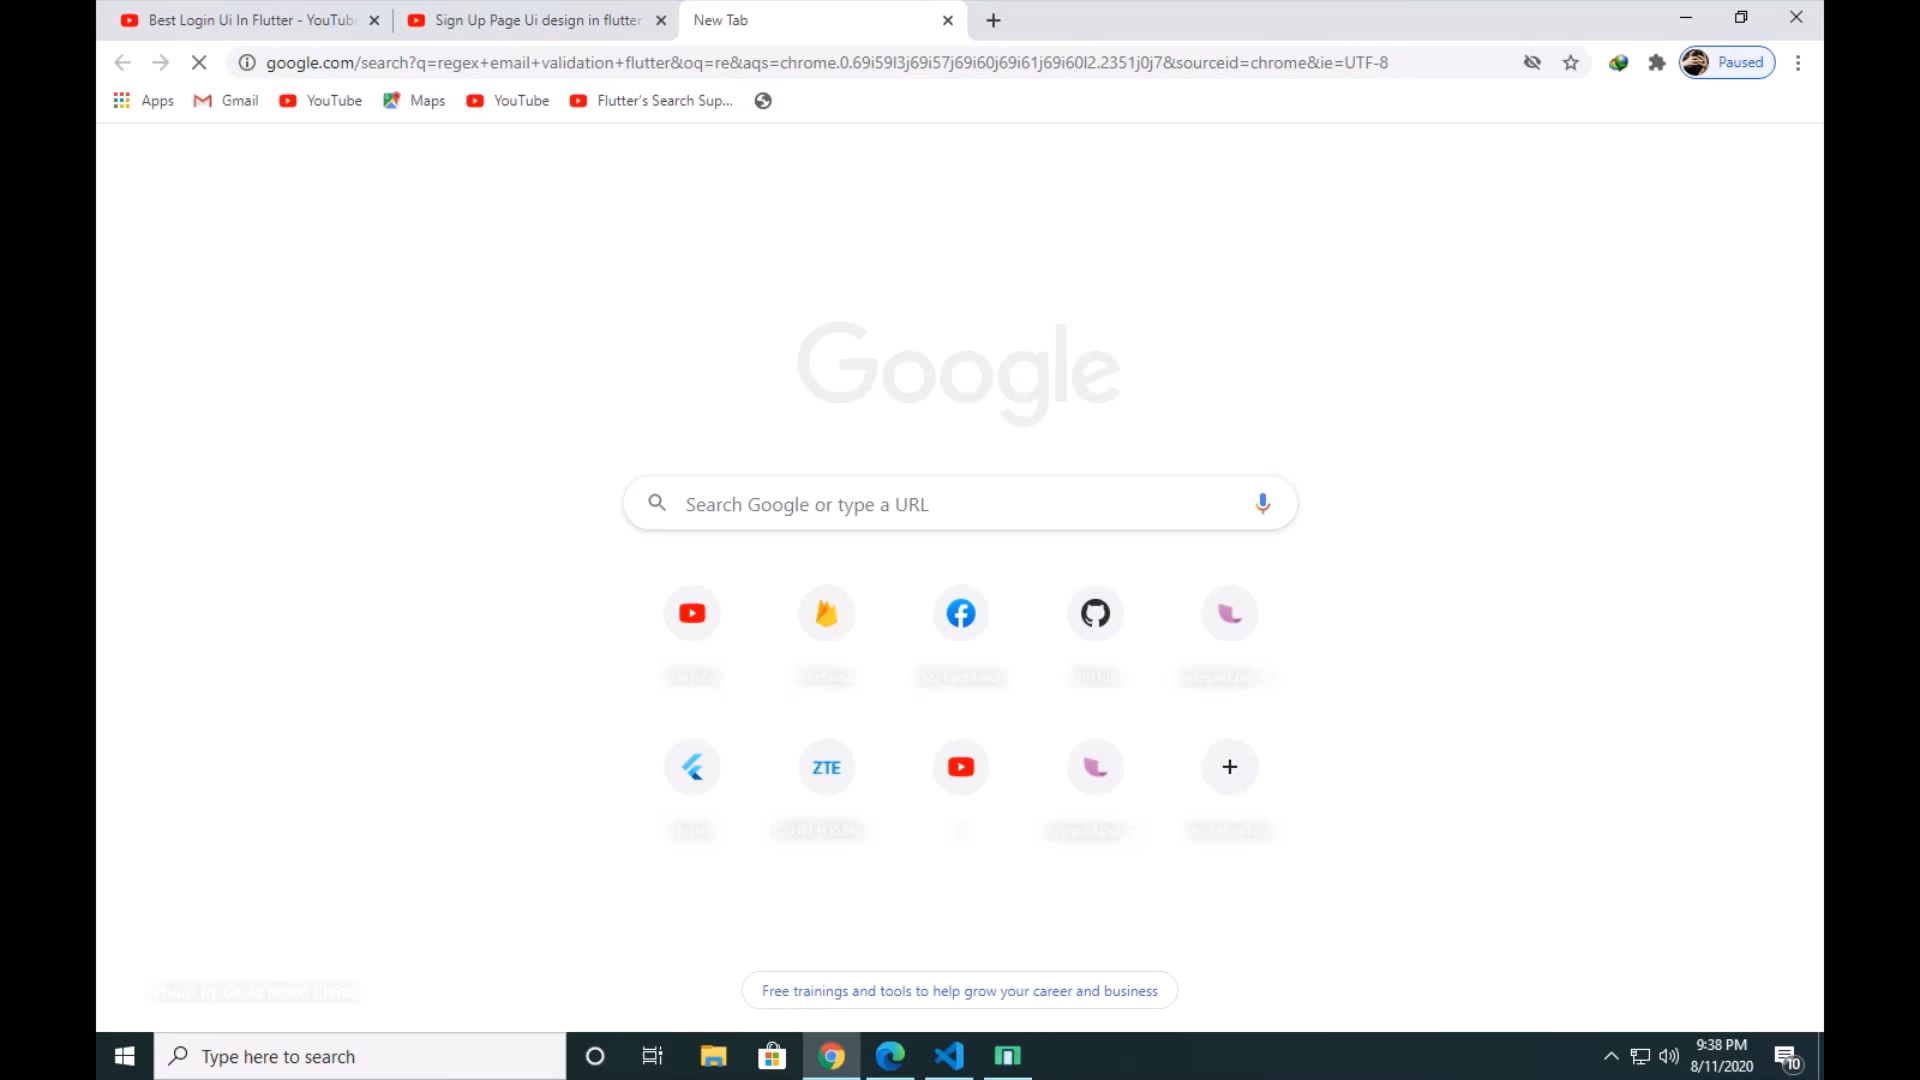 Best Login Ui In Flutter - YouTube
Sign Up Page Ui design in flutter
New Tab
google.com/search?q=regex+email+validation+flutter&oq=re&aqs=chrome.0.69i59l3j69i57j69i60j69i61j69i60l2.2351j0j7&sourceid=chrome&ie=UTF-8
Paused
Apps
Gmail
YouTube
Maps
YouTube
Flutter's Search Sup...
Google
Search Google or type a URL
ZTE
Free trainings and tools to help grow your career and business
Type here to search
9:38 PM
8/11/2020
10